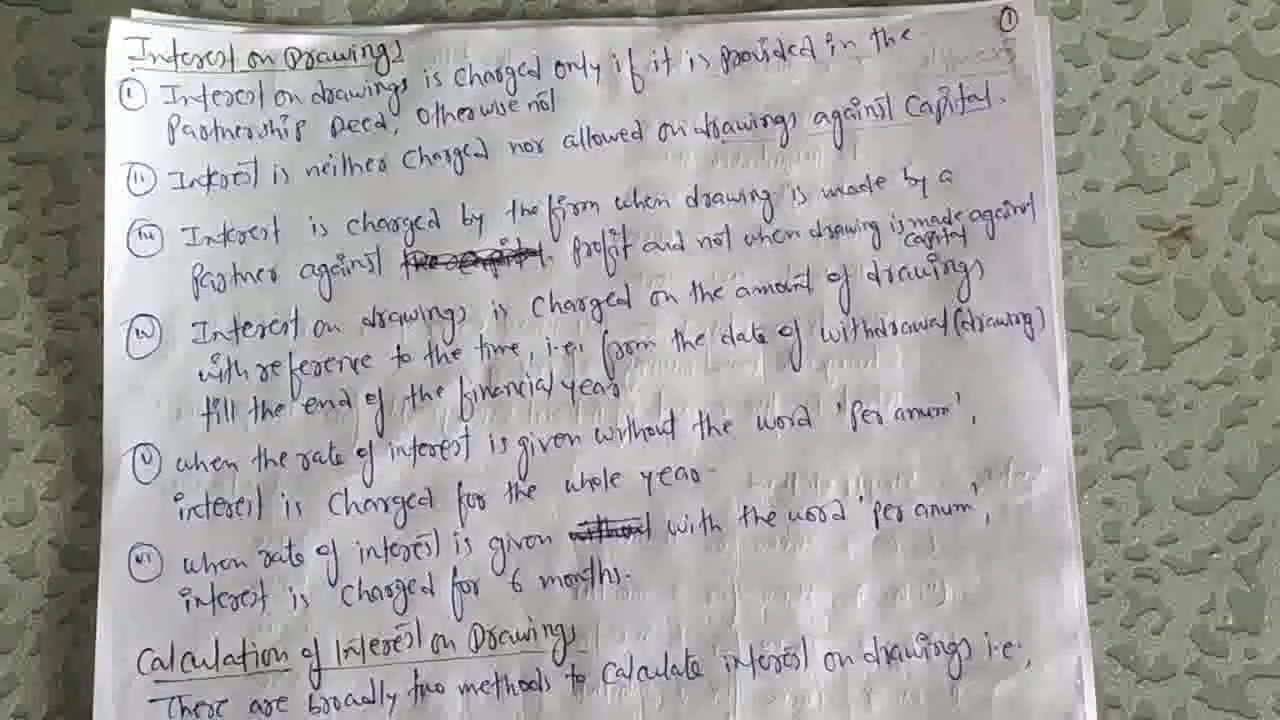 ①
Interest on Drawings
(i) Interest on drawings is charged only if it is provided in the
Partnership Deed, otherwise not
(ii) Interest is neither charged nor allowed on drawings against capital.
(iii) Interest is charged by the firm when drawing is made by a
Partner against profit and not when drawing is made against
capital
(iv) Interest on drawings is charged on the amount of drawings
with reference to the time, i.e. from the date of withdrawal (drawing)
till the end of the financial year
(v) when the rate of interest is given without the word 'Per anum',
interest is charged for the whole year
(vi) when rate of interest is given with the word 'per anum',
interest is charged for 6 months.
Calculation of Interest on Drawings
There are broadly two methods to calculate interest on drawings i.e.,